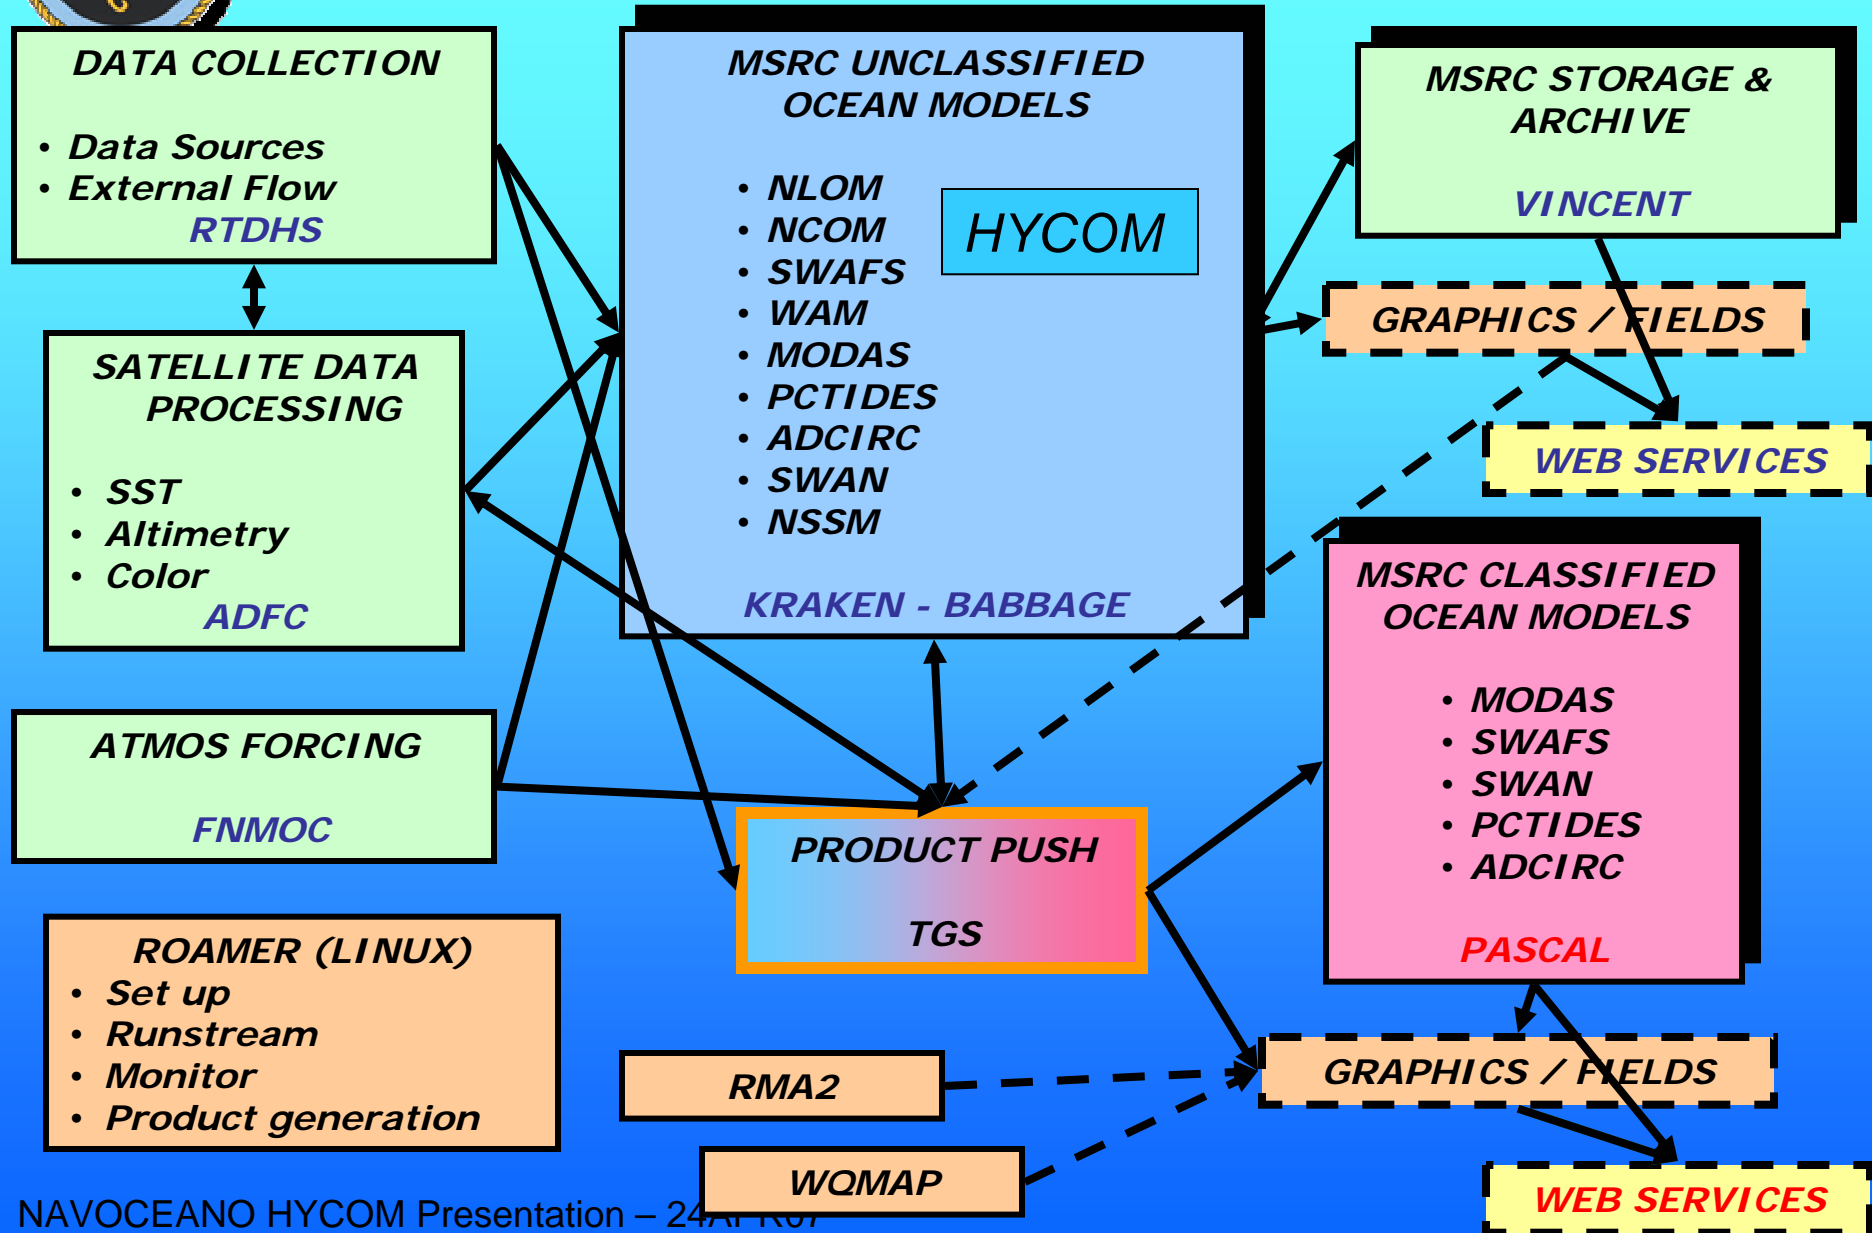 DATA COLLECTION
• Data Sources
• External Flow
RTDHS
SATELLITE DATA
PROCESSING
• SST
• Altimetry
• Color
ADFC
ATMOS FORCING
FNMOC
ROAMER (LINUX)
• Set up
• Runstream
• Monitor
• Product generation
MSRC UNCLASSIFIED
OCEAN MODELS
• NLOM
• NCOM
• SWAFS
• WAM
• MODAS
• PCTIDES
• ADCIRC
• SWAN
• NSSM
HYCOM
KRAKEN - BABBAGE
PRODUCT PUSH
TGS
RMA2
WQMAP
MSRC STORAGE &
ARCHIVE
VINCENT
GRAPHICS / FIELDS
WEB SERVICES
MSRC CLASSIFIED
OCEAN MODELS
• MODAS
• SWAFS
• SWAN
• PCTIDES
• ADCIRC
PASCAL
GRAPHICS / FIELDS
WEB SERVICES
NAVOCEANO HYCOM Presentation – 24APR07